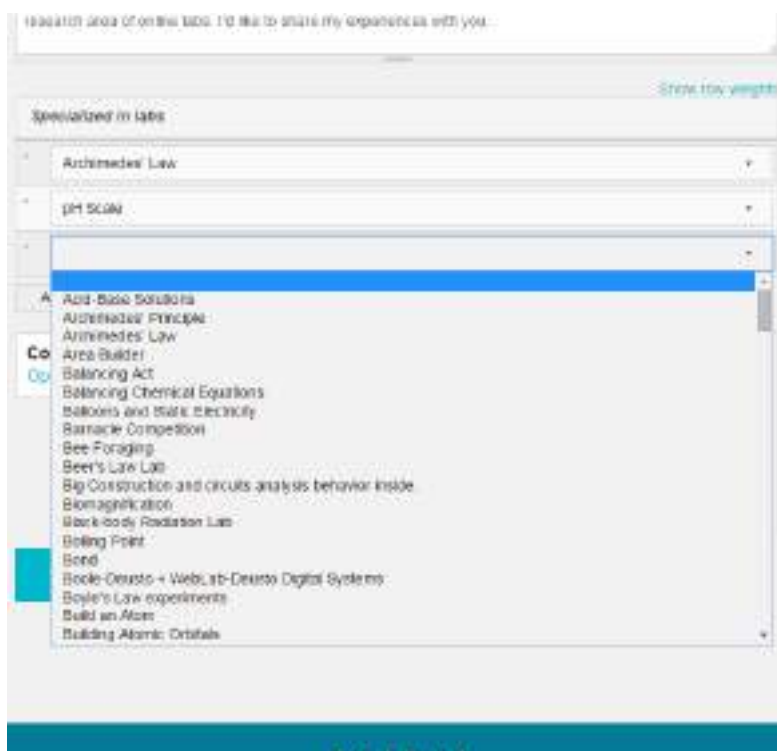 research area of online labs. I'd like to share my experiences with you.
Show row weights
Specialized in labs
Archimedes' Law
pH Scale
A
Acid-Base Solutions
Archimedes' Principle
Archimedes' Law
Area Builder
Balancing Act
Balancing Chemical Equations
Balloons and Static Electricity
Barnacle Competition
Bee Foraging
Beer's Law Lab
Big Construction and circuits analysis behavior inside
Biomagnification
Black-body Radiation Lab
Boiling Point
Bond
Boole-Deusto + WebLab-Deusto Digital Systems
Boyle's Law experiments
Build an Atom
Building Atomic Orbitals
Co
Op